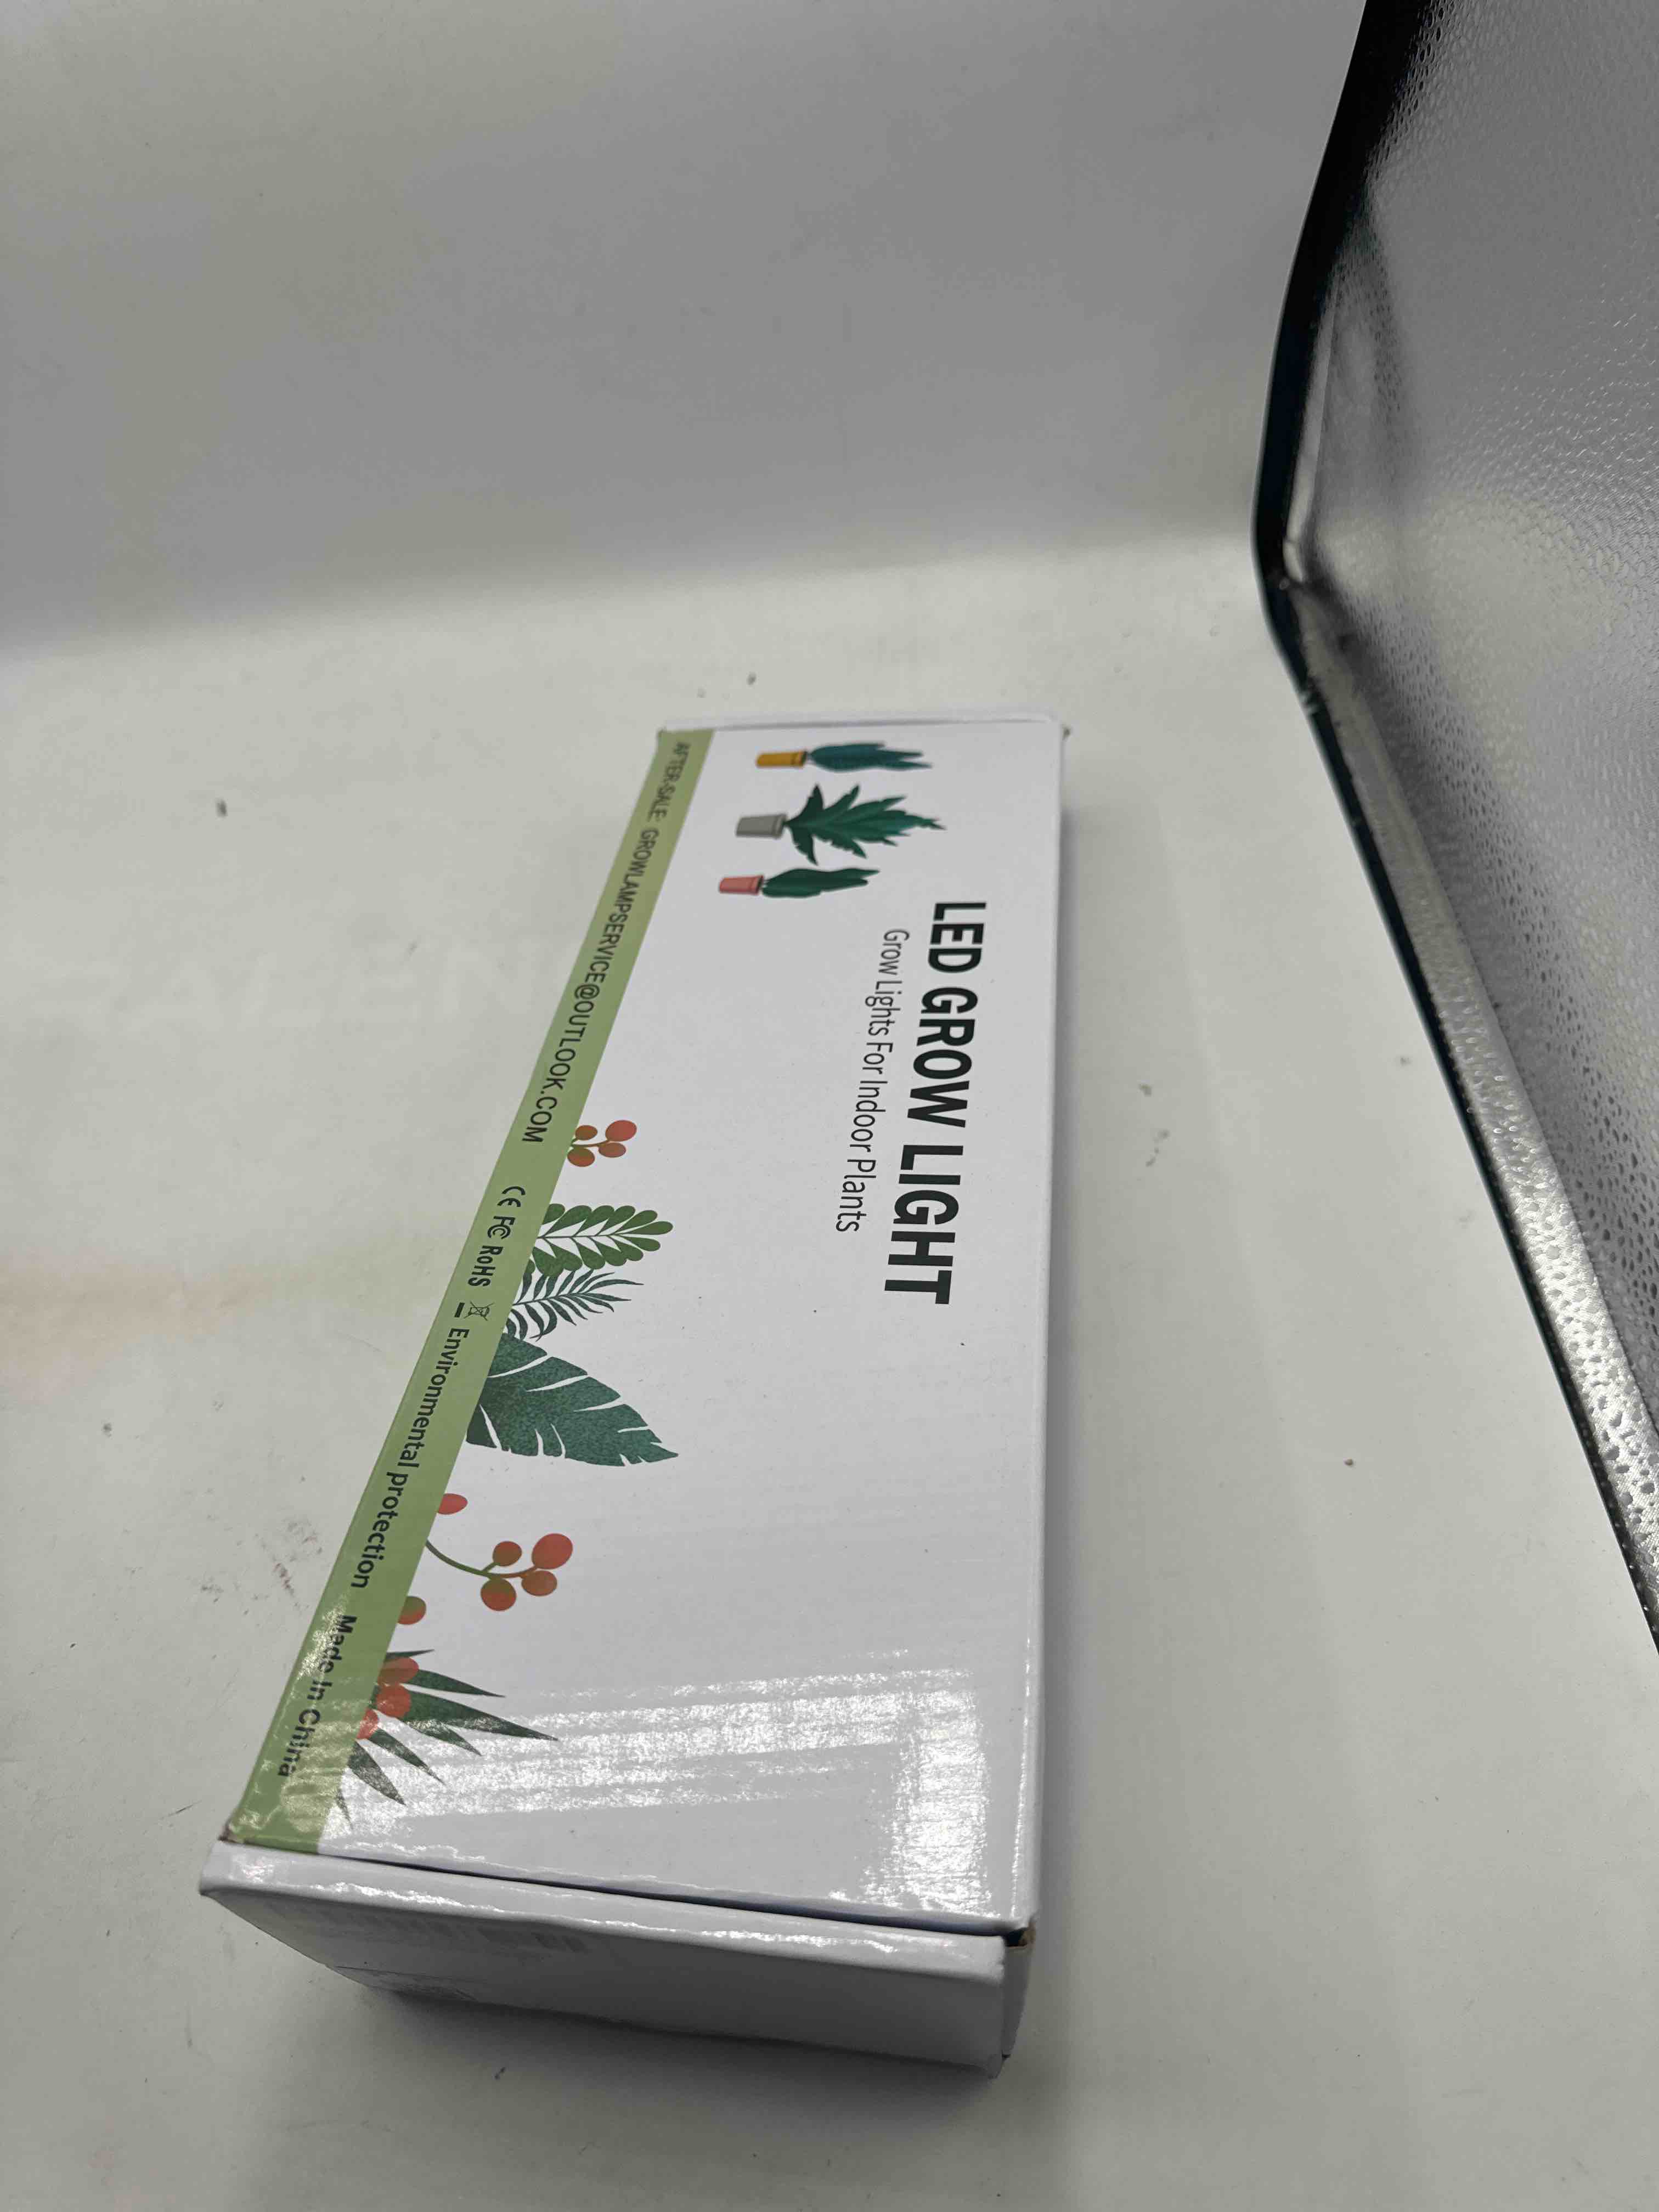 LED GROW LIGHT
Grow Lights For Indoor Plants
AFTER-SALE: GROWLAMPSERVICE@OUTLOOK.COM CE FC RoHS Environmental protection Made In China